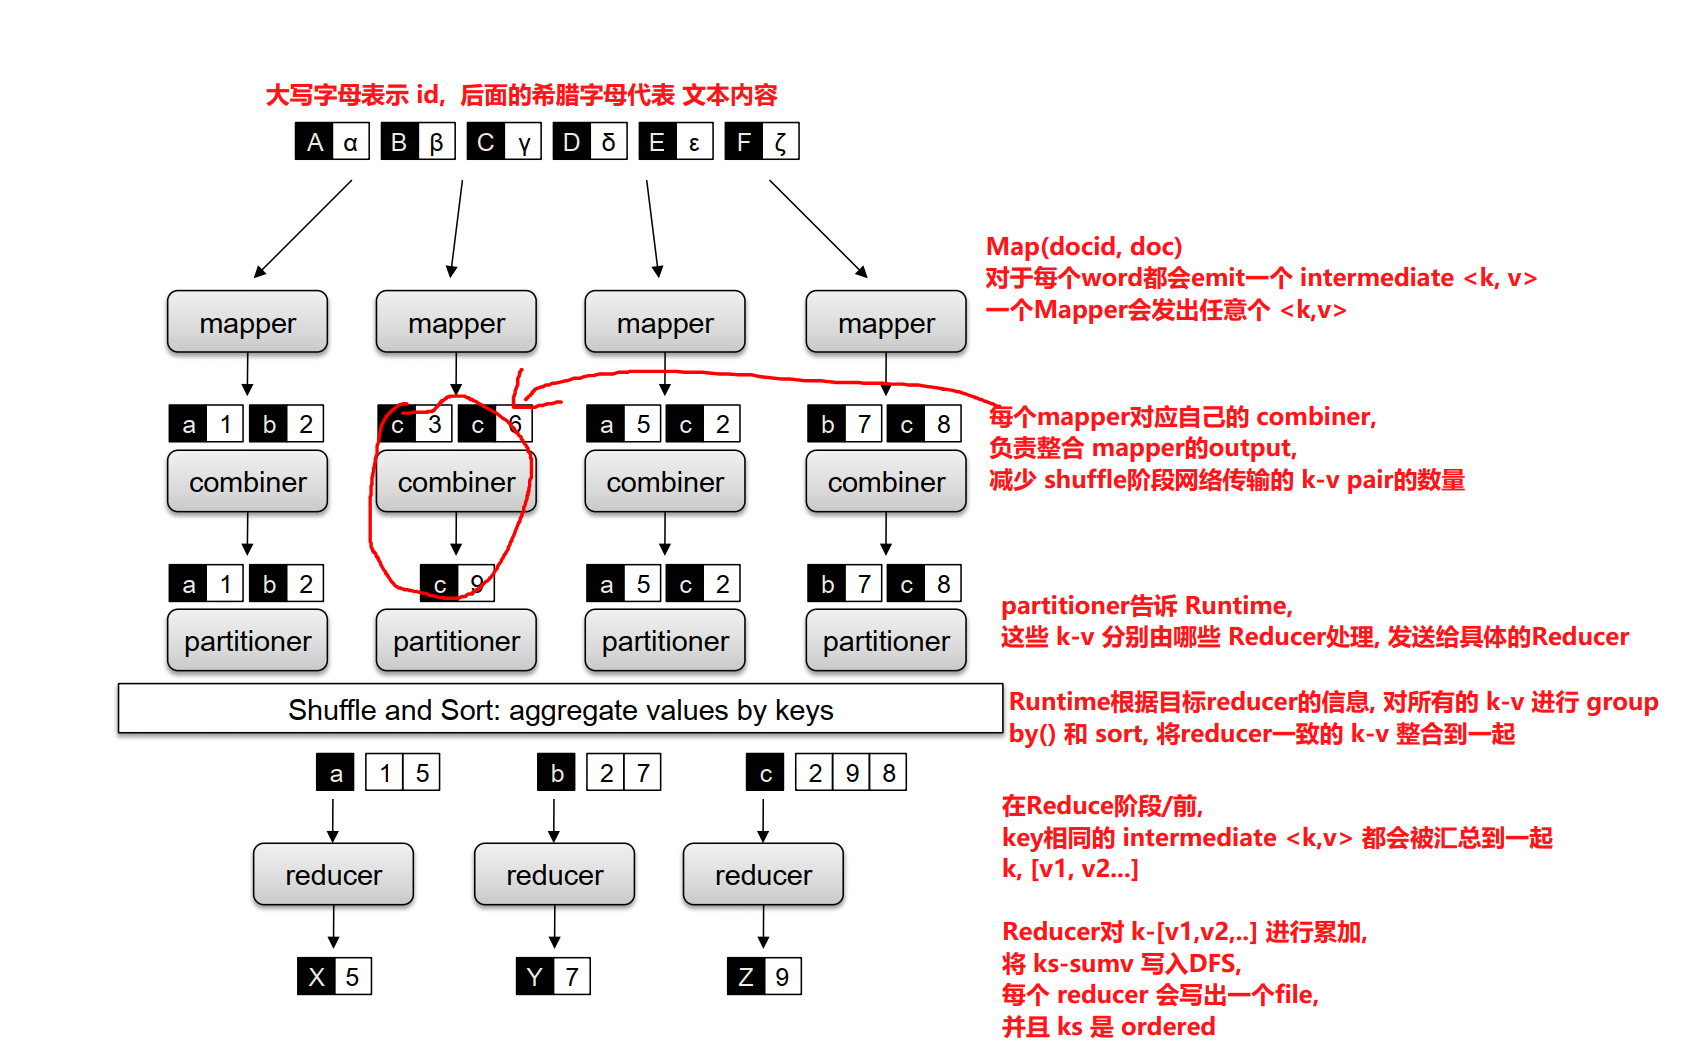 大写字母表示 id, 后面的希腊字母代表 文本内容
A α B β C γ D δ E ε F ζ
Map(docid, doc)
对于每个word都会emit一个 intermediate <k, v>
一个Mapper会发出任意个 <k,v>
mapper mapper mapper mapper
a 1 b 2 c 3 c 6 a 5 c 2 b 7 c 8
每个mapper对应自己的 combiner,
负责整合 mapper的output,
减少 shuffle阶段网络传输的 k-v pair的数量
combiner combiner combiner combiner
a 1 b 2 c 9 a 5 c 2 b 7 c 8
partitioner告诉 Runtime,
这些 k-v 分别由哪些 Reducer处理, 发送给具体的Reducer
partitioner partitioner partitioner partitioner
Shuffle and Sort: aggregate values by keys
Runtime根据目标reducer的信息, 对所有的 k-v 进行 group
by() 和 sort, 将reducer一致的 k-v 整合到一起
a 1 5 b 2 7 c 2 9 8
在Reduce阶段/前,
key相同的 intermediate <k,v> 都会被汇总到一起
k, [v1, v2...]
reducer reducer reducer
Reducer对 k-[v1,v2,..] 进行累加,
将 ks-sumv 写入DFS,
每个 reducer 会写出一个file,
并且 ks 是 ordered
X 5 Y 7 Z 9